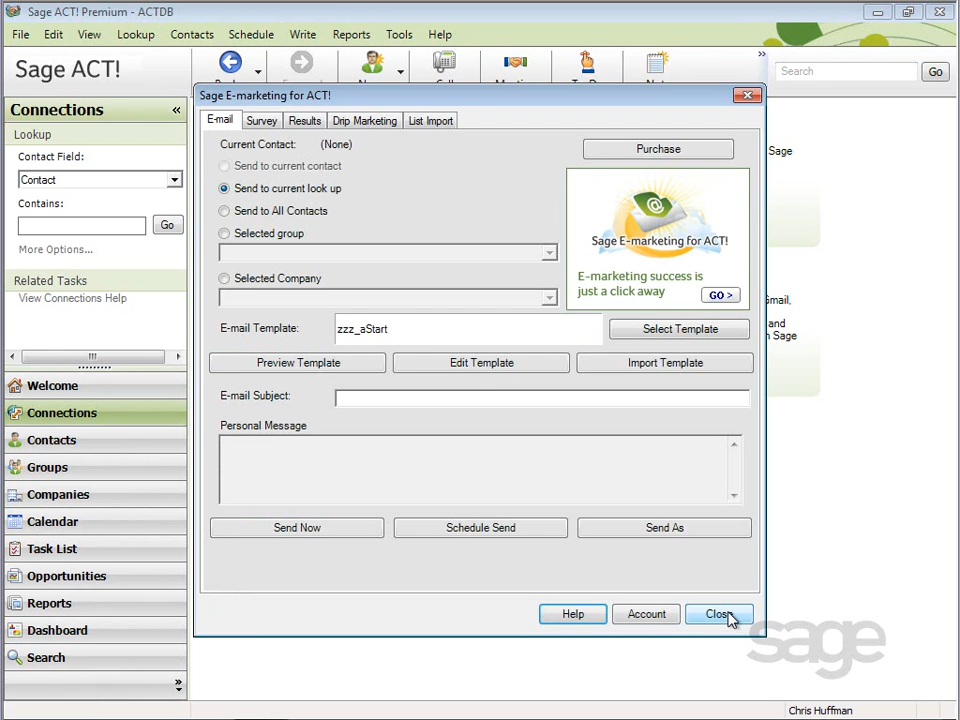 Sage ACT! Premium - ACTDB
File Edit View Lookup Contacts Schedule Write Reports Tools Help
Sage ACT!
Search
Go
Connections
«
Lookup
Contact Field:
Contact
Contains:
Go
More Options...
Related Tasks
View Connections Help
Welcome
Connections
Contacts
Groups
Companies
Calendar
Task List
Opportunities
Reports
Dashboard
Search
Sage E-marketing for ACT!
E-mail Survey Results Drip Marketing List Import
Current Contact: (None)
Purchase
Send to current contact
Send to current look up
Send to All Contacts
Selected group
Selected Company
Sage E-marketing for ACT!
E-marketing success is
just a click away
GO >
E-mail Template: zzz_aStart
Select Template
Preview Template Edit Template Import Template
E-mail Subject:
Personal Message
Send Now Schedule Send Send As
Help Account Close
Sage
Gmail,
and
Sage
sage
Chris Huffman